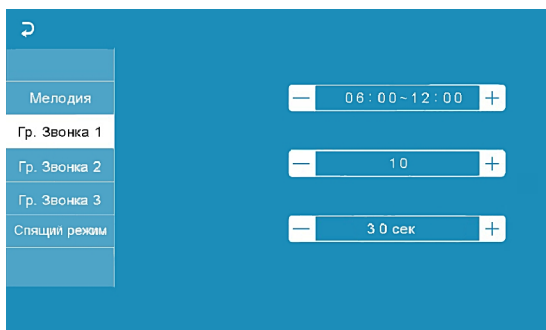 Мелодия
06:00~12:00
Гр. Звонка 1
Гр. Звонка 2
10
Гр. Звонка 3
Спящий режим
30 сек